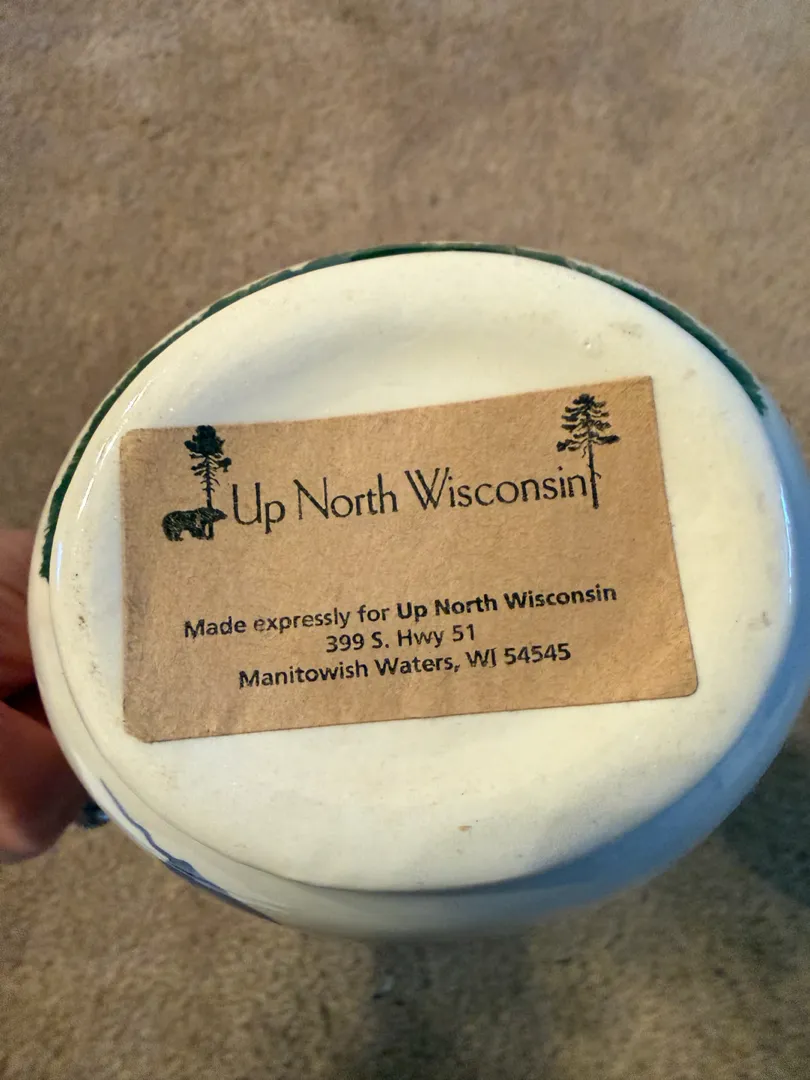 Up North Wisconsin
Made expressly for Up North Wisconsin
399 S. Hwy 51
Manitowish Waters, WI 54545